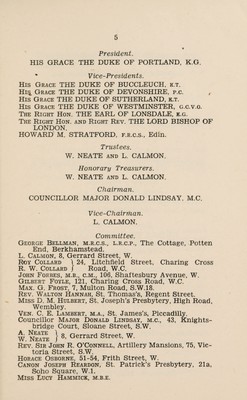 5
President.
HIS GRACE THE DUKE OF PORTLAND, K.G.
Vice-Presidents.
HIS GRACE THE DUKE OF BUCCLEUCH, K.T.
HIS GRACE THE DUKE OF DEVONSHIRE, P.C.
HIS GRACE THE DUKE OF SUTHERLAND, K.T.
HIS GRACE THE DUKE OF WESTMINSTER, G.C.V.O.
THE RIGHT HON. THE EARL OF LONSDALE, K.G.
THE RIGHT HON. AND RIGHT REV. THE LORD BISHOP OF
LONDON.
HOWARD M. STRATFORD, F.R.C.S., Edin.
Trustees.
W. NEATE AND L. CALMON.
Honorary Treasurers.
W. NEATE AND L. CALMON.
Chairman.
COUNCILLOR MAJOR DONALD LINDSAY, M.C.
Vice-Chairman.
L. CALMON.
Committee.
GEORGE BELLMAN, M.R.C.S., L.R.C.P., The Cottage, Potten
End, Berkhamstead.
L. CALMON, 8, Gerrard Street, W.
ROY COLLARD } 24, Litchfield Street, Charing Cross
R. W. COLLARD } Road, W.C.
JOHN FORBES, M.B., C.M., 106, Shaftesbury Avenue, W.
GILBERT FOYLE, 121, Charing Cross Road, W.C.
MAX. G. FROST, 7, Multon Road, S.W.18.
REV. WALTON HANNAH, St. Thomas's, Regent Street.
MISS D. M. HULBERT, St. Joseph's Presbytery, High Road,
Wembley.
VEN. C. E. LAMBERT, M.A., St. James's, Piccadilly.
COUNCILLOR MAJOR DONALD LINDSAY, M.C., 43, Knights-
bridge Court, Sloane Street, S.W.
A. NEATE } 8, Gerrard Street, W.
W. NEATE }
REV. SIR JOHN R. O'CONNELL, Artillery Mansions, 75, Vic-
toria Street, S.W.
HORACE OSBORNE, 51-54, Frith Street, W.
CANON JOSEPH REARDON, St. Patrick's Presbytery, 21a,
Soho Square, W.1.
MISS LUCY HAMMICK, M.B.E.